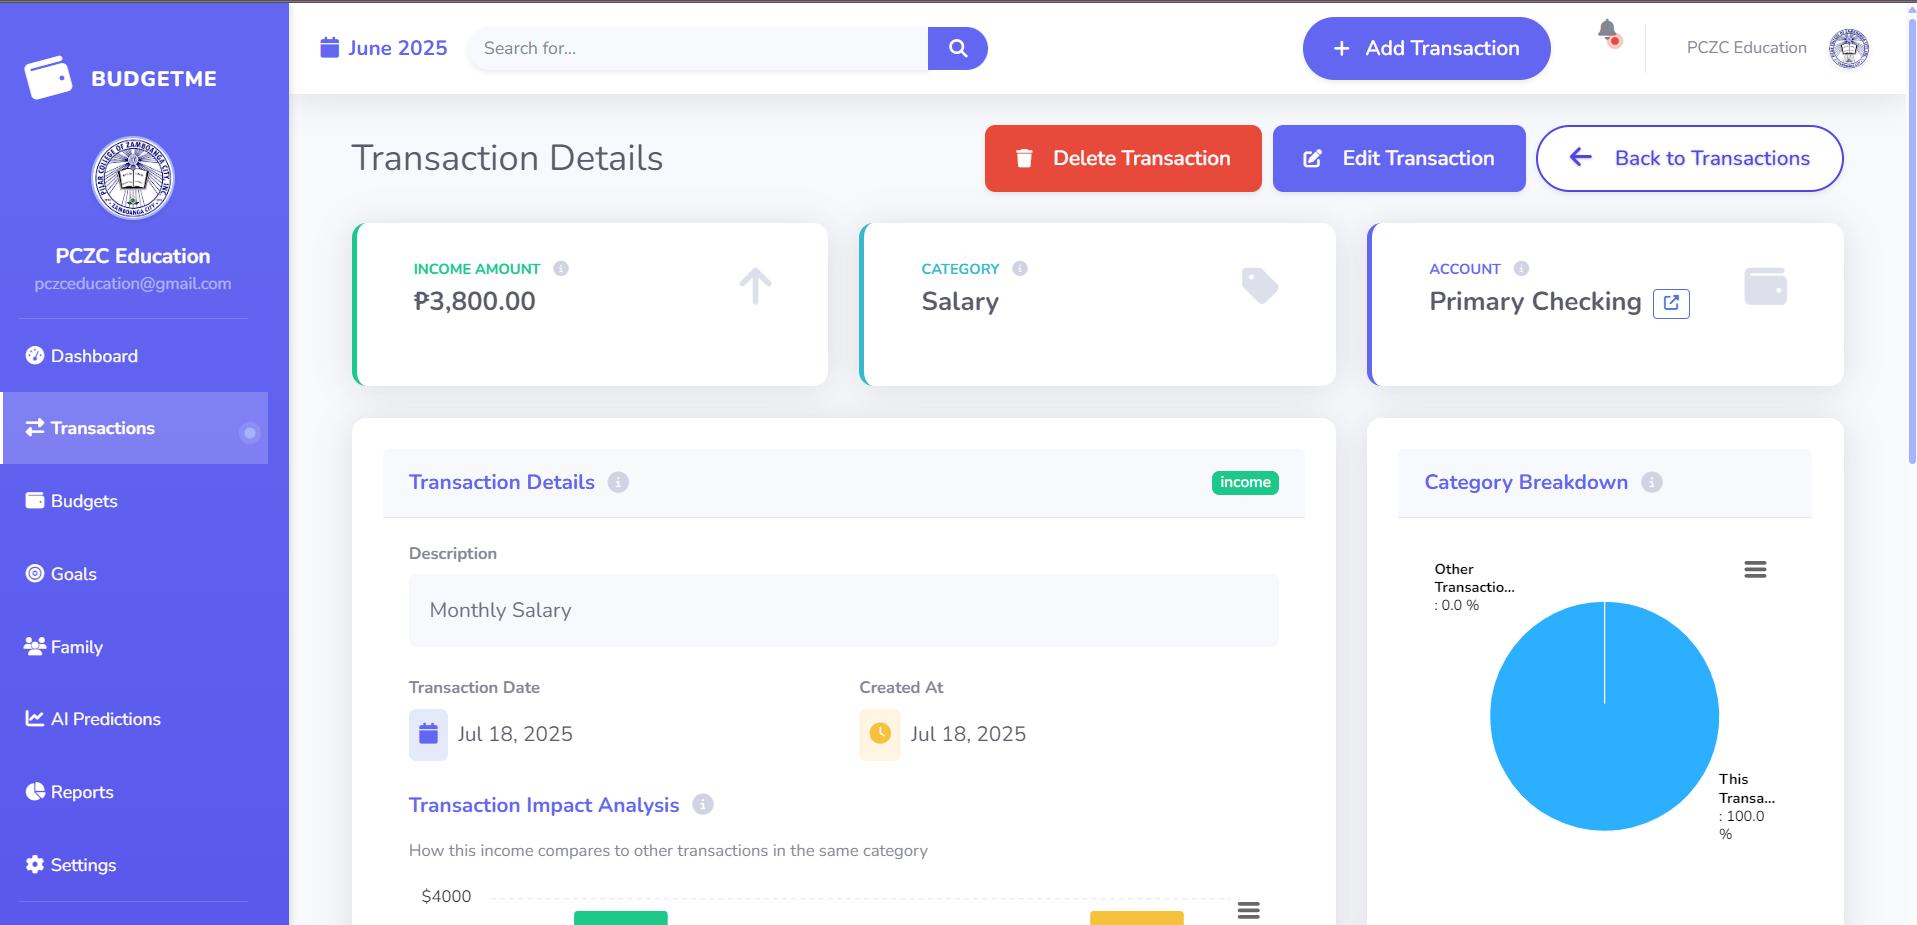 BUDGETME
PCZC Education
pczceducation@gmail.com
Dashboard
Transactions
Budgets
Goals
Family
AI Predictions
Reports
Settings
June 2025
Search for...
Add Transaction
PCZC Education
Transaction Details
Delete Transaction
Edit Transaction
Back to Transactions
INCOME AMOUNT
₱3,800.00
CATEGORY
Salary
ACCOUNT
Primary Checking
Transaction Details
income
Description
Monthly Salary
Transaction Date
Jul 18, 2025
Created At
Jul 18, 2025
Transaction Impact Analysis
How this income compares to other transactions in the same category
$4000
Category Breakdown
Other
Transactio...
: 0.0 %
This
Transa...
: 100.0
%